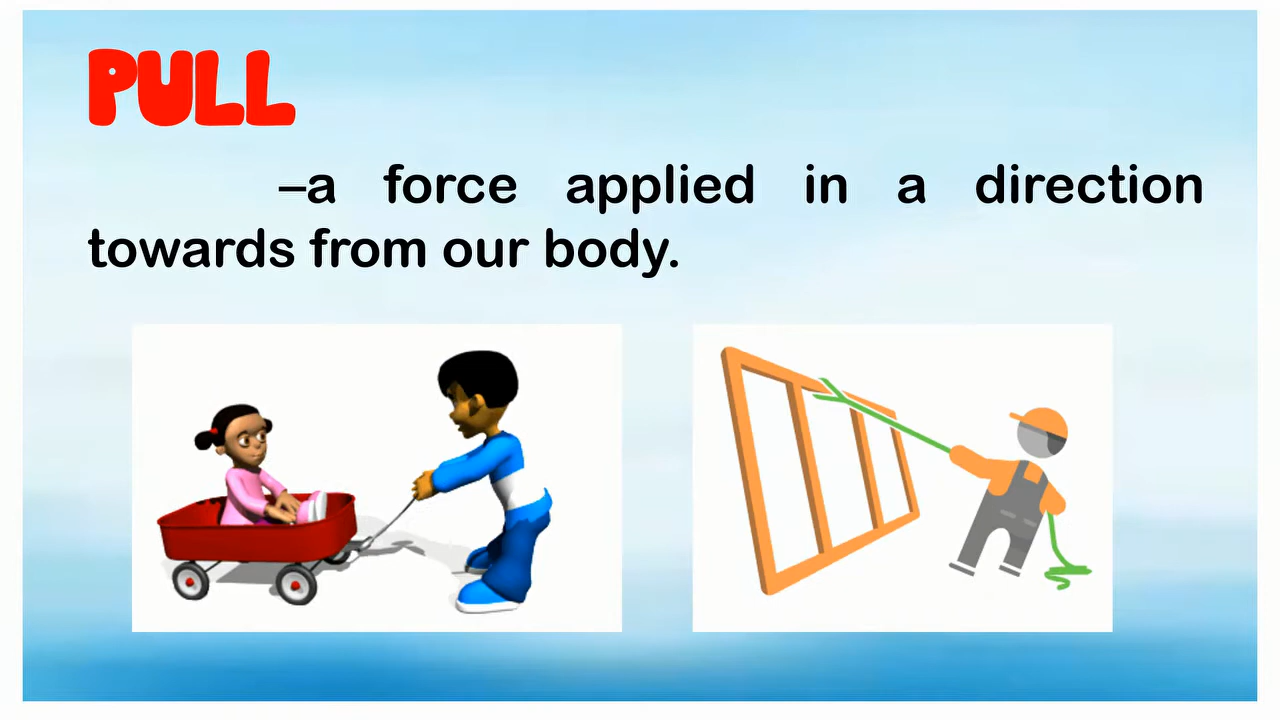 PULL
–a force applied in a direction
towards from our body.